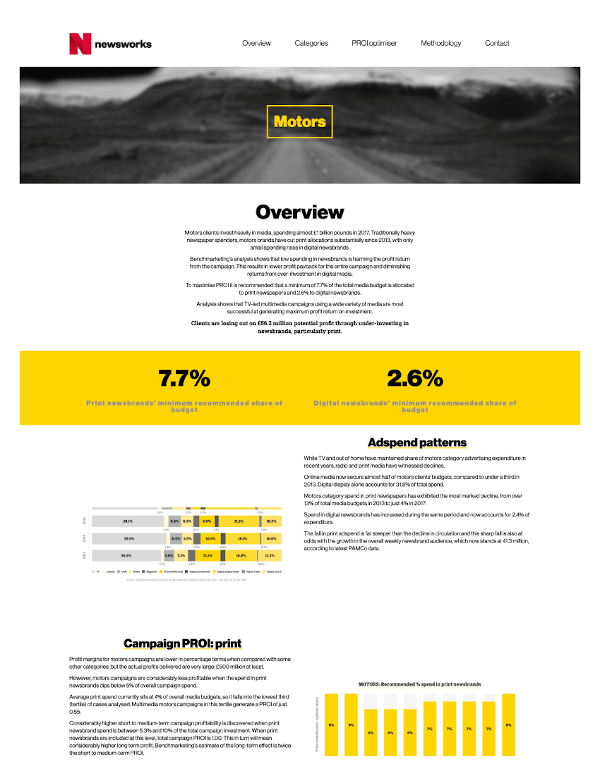 newsworks
Overview Categories PROI optimiser Methodology Contact
Motors
Overview
Motors clients invest heavily in media, spending almost £1 billion pounds in 2017. Traditionally heavy
newspaper spenders, motors brands have cut print allocations substantially since 2013, with only
small spending rises in digital newsbrands.
Benchmarketing's analysis shows that low spending in newsbrands is harming the profit return
from the campaign. This results in lower profit payback for the entire campaign and diminishing
returns from over-investment in digital media.
To maximise PROI it is recommended that a minimum of 7.7% of the total media budget is allocated
to print newspapers and 2.6% to digital newsbrands.
Analysis shows that TV-led multimedia campaigns using a wide variety of media are most
successful at generating maximum profit return on investment.
Clients are losing out on £56.2 million potential profit through under-investing in
newsbrands, particularly print.
7.7%
Print newsbrands' minimum recommended share of
budget
2.6%
Digital newsbrands' minimum recommended share of
budget
Adspend patterns
While TV and out of home have maintained share of motors category advertising expenditure in
recent years, radio and print media have witnessed declines.
Online media now secure almost half of motors clients' budgets, compared to under a third in
2013. Digital display alone accounts for 31.8% of total spend.
Motors category spend in print newspapers has exhibited the most marked decline, from over
13% of total media budgets in 2013 to just 4% in 2017.
Spend in digital newsbrands has increased during the same period and now accounts for 2.4% of
expenditure.
The fall in print adspend is far steeper than the decline in circulation and this sharp fall is also at
odds with the growth in the overall weekly newsbrand audience, which now stands at 41.3 million,
according to latest PAMCo data.
Campaign PROI: print
Profit margins for motors campaigns are lower in percentage terms when compared with some
other categories, but the actual profits delivered are very large: £500 million at least.
However, motors campaigns are considerably less profitable when the spend in print
newsbrands dips below 5% of overall campaign spend.
Average print spend currently sits at 4% of overall media budgets, so it falls into the lowest third
(tertile) of cases analysed. Multimedia motors campaigns in this tertile generate a PROI of just
0.55.
Considerably higher short to medium-term campaign profitability is discovered when print
newsbrand spend is between 5.3% and 10% of the total campaign investment. When print
newsbrands are included at this level, total campaign PROI is 1.00. This in turn will mean
considerably higher long term profit. Benchmarketing's estimate of the long-term effect is twice
the short to medium-term PROI.
MOTORS: Recommended % spend in print newsbrands